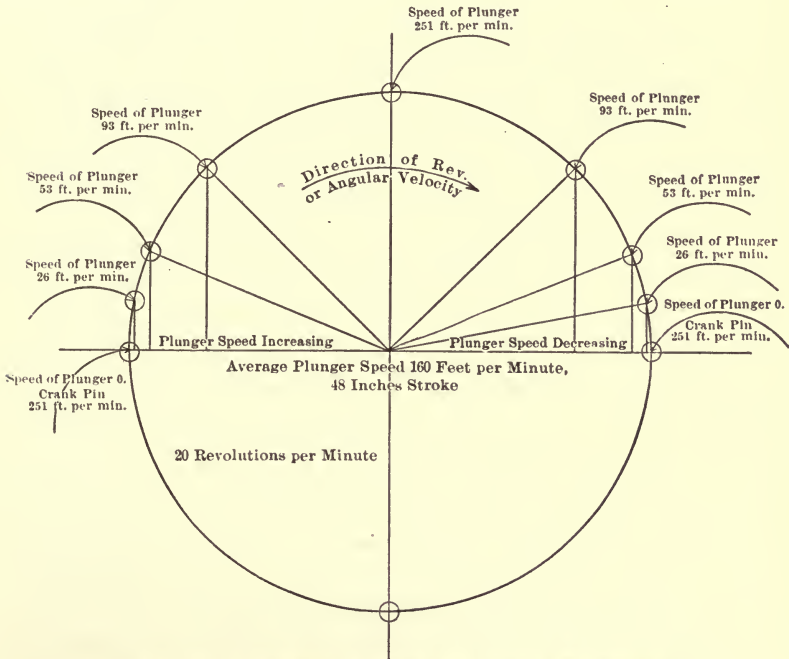 Speed of Plunger
251 ft. per min.
Speed of Plunger
93 ft. per min.
Speed of Plunger
93 ft. per min.
Direction of Rev.
or Angular Velocity
Speed of Plunger
53 ft. per min.
Speed of Plunger
53 ft. per min.
Speed of Plunger
26 ft. per min.
Speed of Plunger
26 ft. per min.
Speed of Plunger 0.
Crank Pin
251 ft. per min.
Plunger Speed Increasing
Plunger Speed Decreasing
Average Plunger Speed 160 Feet per Minute,
48 Inches Stroke
Speed of Plunger 0.
Crank Pin
251 ft. per min.
20 Revolutions per Minute